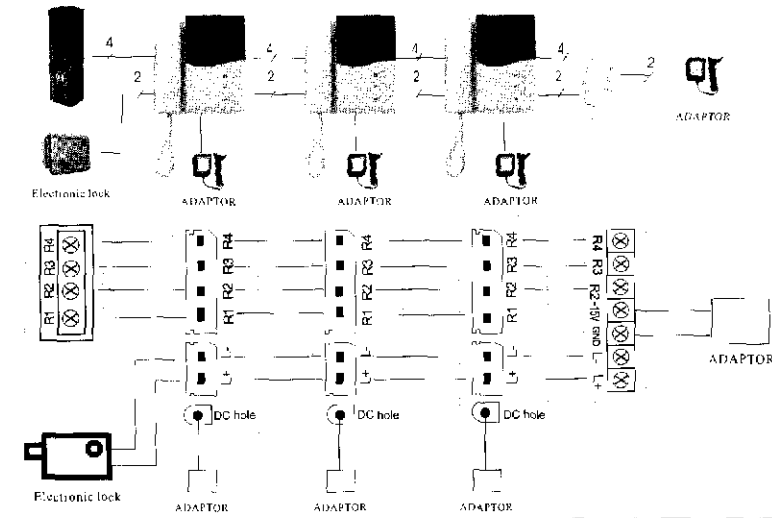 4 4 4 4
2 2 2 2 2
ADAPTOR
Electronic lock
ADAPTOR ADAPTOR ADAPTOR
R4 R4 R4 R4 R4
R3 R3 R3 R3 R3
R2 R2 R2 R2 R2-15V
R1 R1 R1 R1 GND
- - - L-
+ + + L+
ADAPTOR
DC hole DC hole DC hole
Electronic lock
ADAPTOR ADAPTOR ADAPTOR